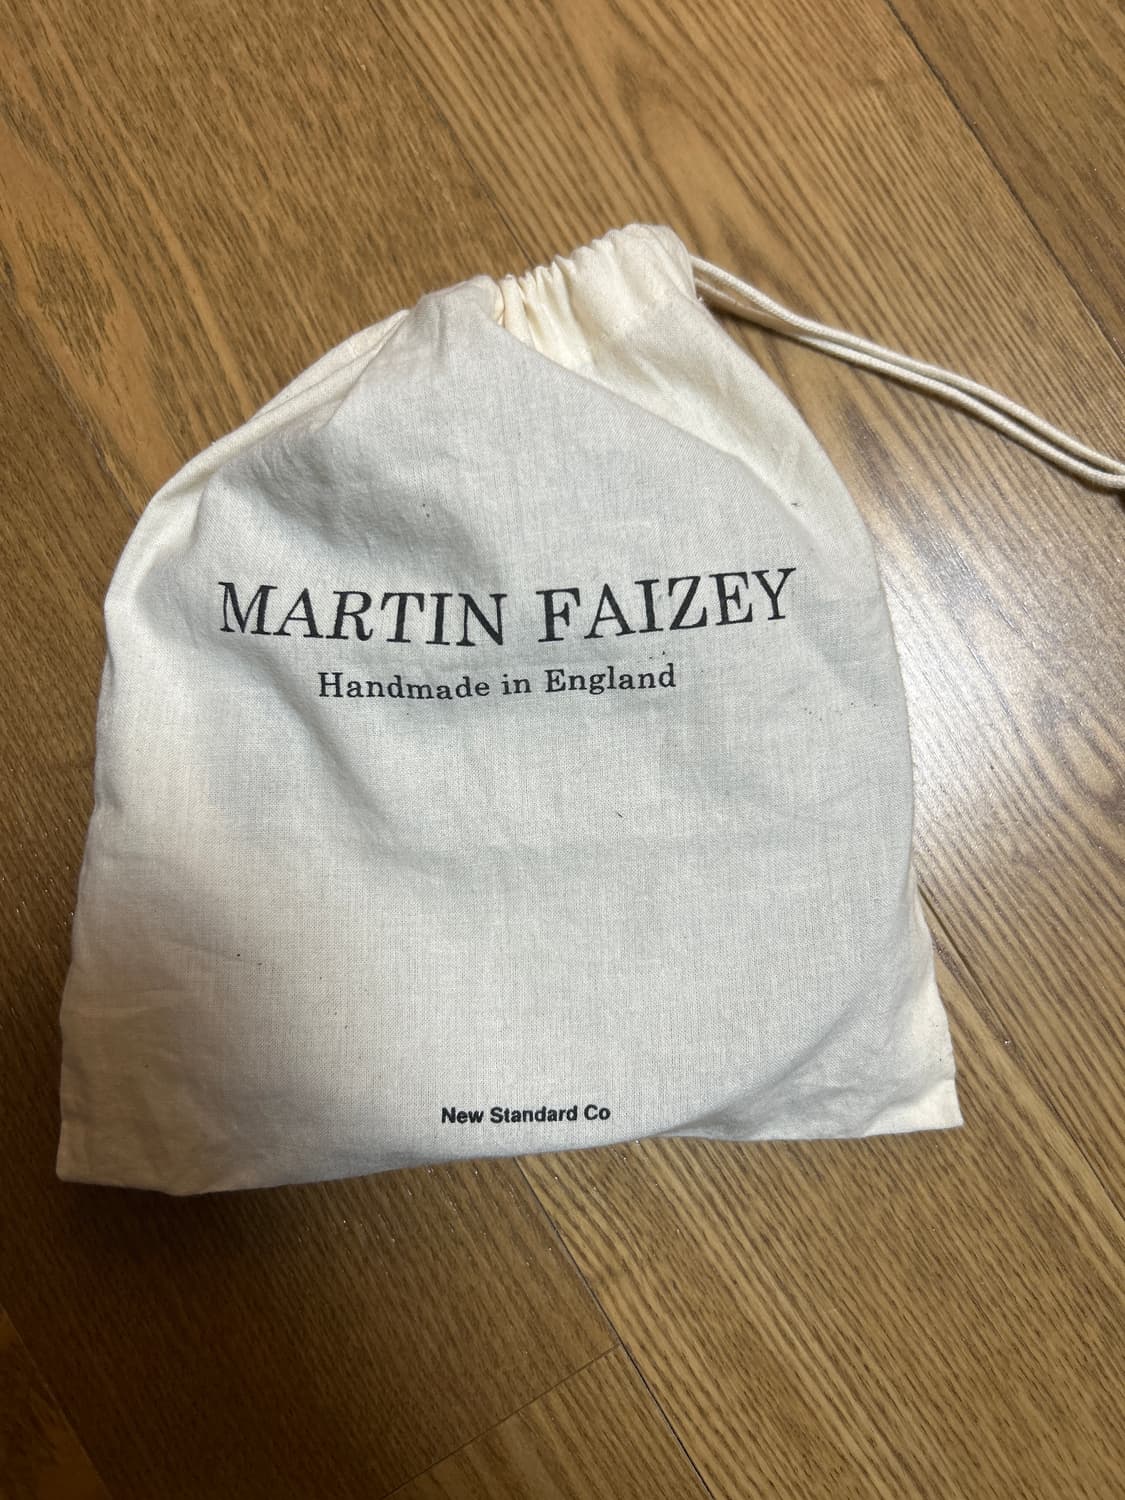 MARTIN FAIZEY
Handmade in England
New Standard Co